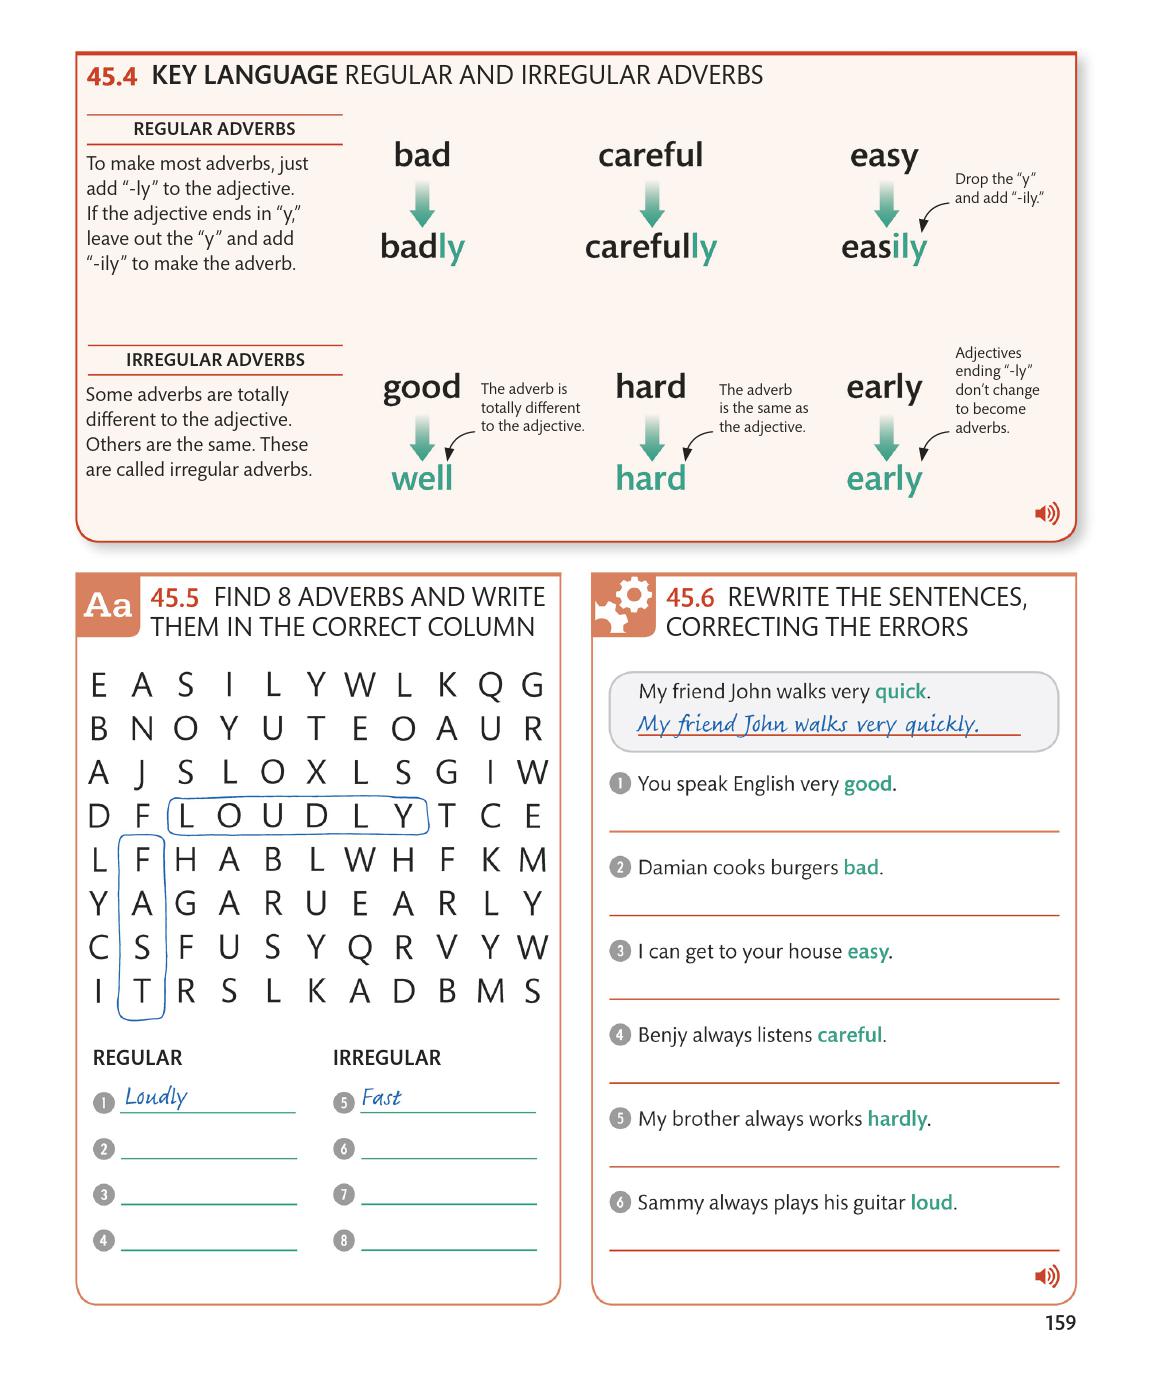 45.4 KEY LANGUAGE REGULAR AND IRREGULAR ADVERBS
REGULAR ADVERBS
To make most adverbs, just
add “-ly” to the adjective.
If the adjective ends in “y,”
leave out the “y” and add
“-ily” to make the adverb.
bad
badly
careful
carefully
easy
easily
Drop the “y”
and add “-ily.”
IRREGULAR ADVERBS
Some adverbs are totally
different to the adjective.
Others are the same. These
are called irregular adverbs.
good
well
The adverb is
totally different
to the adjective.
hard
hard
The adverb
is the same as
the adjective.
early
early
Adjectives
ending “-ly”
don’t change
to become
adverbs.
Aa
45.5 FIND 8 ADVERBS AND WRITE
THEM IN THE CORRECT COLUMN
E A S I L Y W L K Q G
B N O Y U T E O A U R
A J S L O X L S G I W
D F L O U D L Y T C E
L F H A B L W H F K M
Y A G A R U E A R L Y
C S F U S Y Q R V Y W
I T R S L K A D B M S
REGULAR
1 Loudly
2
3
4
IRREGULAR
5 Fast
6
7
8
45.6 REWRITE THE SENTENCES,
CORRECTING THE ERRORS
My friend John walks very quick.
My friend John walks very quickly.
1 You speak English very good.
2 Damian cooks burgers bad.
3 I can get to your house easy.
4 Benjy always listens careful.
5 My brother always works hardly.
6 Sammy always plays his guitar loud.
159